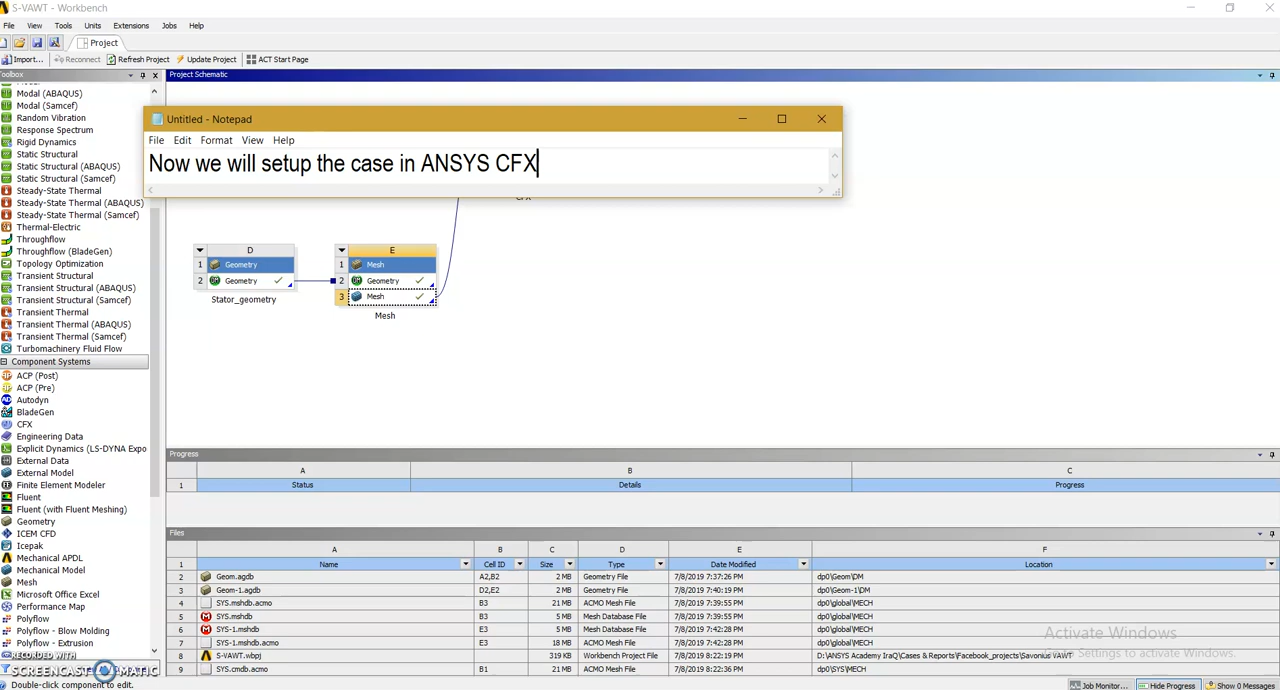 S-VAWT - Workbench
File View Tools Units Extensions Jobs Help
Project
Import... Reconnect Refresh Project Update Project ACT Start Page
Toolbox
Project Schematic
Modal (ABAQUS)
Modal (Samcef)
Random Vibration
Response Spectrum
Rigid Dynamics
Static Structural
Static Structural (ABAQUS)
Static Structural (Samcef)
Steady-State Thermal
Steady-State Thermal (ABAQUS)
Steady-State Thermal (Samcef)
Thermal-Electric
Throughflow
Throughflow (BladeGen)
Topology Optimization
Transient Structural
Transient Structural (ABAQUS)
Transient Structural (Samcef)
Transient Thermal
Transient Thermal (ABAQUS)
Transient Thermal (Samcef)
Turbomachinery Fluid Flow
Component Systems
ACP (Post)
ACP (Pre)
Autodyn
BladeGen
CFX
Engineering Data
Explicit Dynamics (LS-DYNA Expo
External Data
External Model
Finite Element Modeler
Fluent
Fluent (with Fluent Meshing)
Geometry
ICEM CFD
Icepak
Mechanical APDL
Mechanical Model
Mesh
Microsoft Office Excel
Performance Map
Polyflow
Polyflow - Blow Molding
Polyflow - Extrusion
RECORDED WITH
SCREENCAST MATIC
Double-click component to edit.
Untitled - Notepad
File Edit Format View Help
Now we will setup the case in ANSYS CFX
CFX
D
1 Geometry
2 Geometry
Stator_geometry
E
1 Mesh
2 Geometry
3 Mesh
Mesh
Progress
A B C
1 Status Details Progress
Files
A B C D E F
1 Name Cell ID Size Type Date Modified Location
2 Geom.agdb A2,B2 2 MB Geometry File 7/8/2019 7:37:26 PM dp0\Geom\DM
3 Geom-1.agdb D2,E2 2 MB Geometry File 7/8/2019 7:40:19 PM dp0\Geom-1\DM
4 SYS.mshdb.acmo B3 21 MB ACMO Mesh File 7/8/2019 7:39:55 PM dp0\global\MECH
5 SYS.mshdb B3 5 MB Mesh Database File 7/8/2019 7:39:55 PM dp0\global\MECH
6 SYS-1.mshdb E3 5 MB Mesh Database File 7/8/2019 7:42:28 PM dp0\global\MECH
7 SYS-1.mshdb.acmo E3 18 MB ACMO Mesh File 7/8/2019 7:42:28 PM dp0\global\MECH
8 S-VAWT.wbpj 319 KB Workbench Project File 7/8/2019 8:22:19 PM D:\ANSYS Academy IraQ\Cases & Reports\Facebook_projects\Savonius VAWT
9 SYS.cmdb.acmo B1 21 MB ACMO Mesh File 7/8/2019 8:22:36 PM dp0\SYS\MECH
Activate Windows
Go to Settings to activate Windows.
Job Monitor... Hide Progress Show 0 Messages